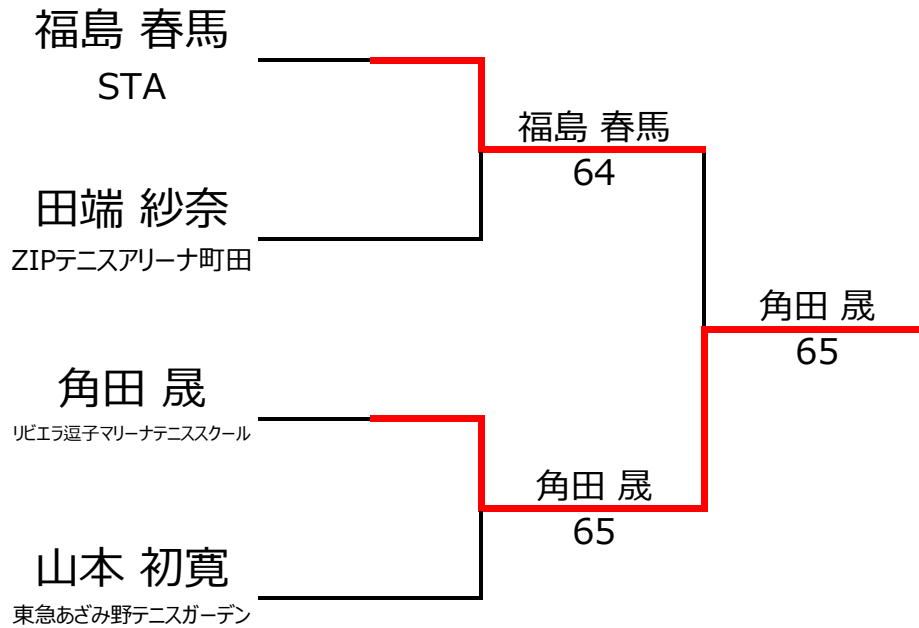 福島 春馬
STA
福島 春馬
64
田端 紗奈
ZIPテニスアリーナ町田
角田 晟
65
角田 晟
リビエラ逗子マリーナテニススクール
角田 晟
65
山本 初寛
東急あざみ野テニスガーデン